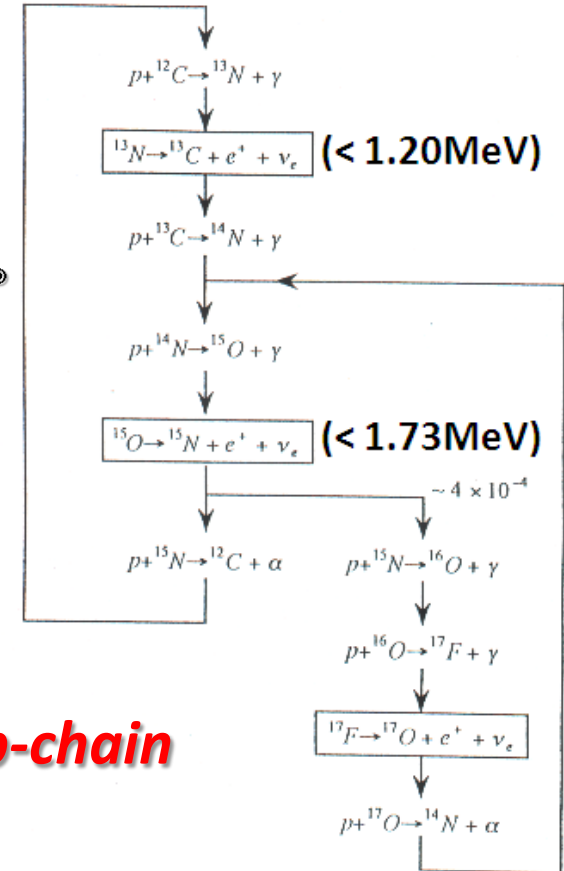 p+¹²C→¹³N + γ
¹³N→¹³C + e⁺ + νₑ (< 1.20MeV)
p+¹³C→¹⁴N + γ
p+¹⁴N→¹⁵O + γ
¹⁵O→¹⁵N + e⁺ + νₑ (< 1.73MeV)
~ 4 × 10⁻⁴
p+¹⁵N→¹²C + α
p+¹⁵N→¹⁶O + γ
p+¹⁶O→¹⁷F + γ
-chain
¹⁷F→¹⁷O + e⁺ + νₑ
p+¹⁷O→¹⁴N + α